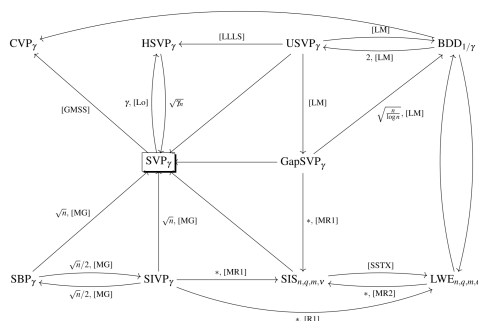 CVPγ HSVPγ USVPγ BDD1/γ
[LLLS] [LM]
2, [LM]
[GMSS] γ, [Lo] √γn [LM] √n/log n, [LM]
SVPγ GapSVPγ
√n, [MG] √n, [MG] *, [MR1]
SBPγ √n/2, [MG] SIVPγ *, [MR1] SISn,q,m,ν [SSTX]
√n/2, [MG] *, [MR2]
*, [R1]